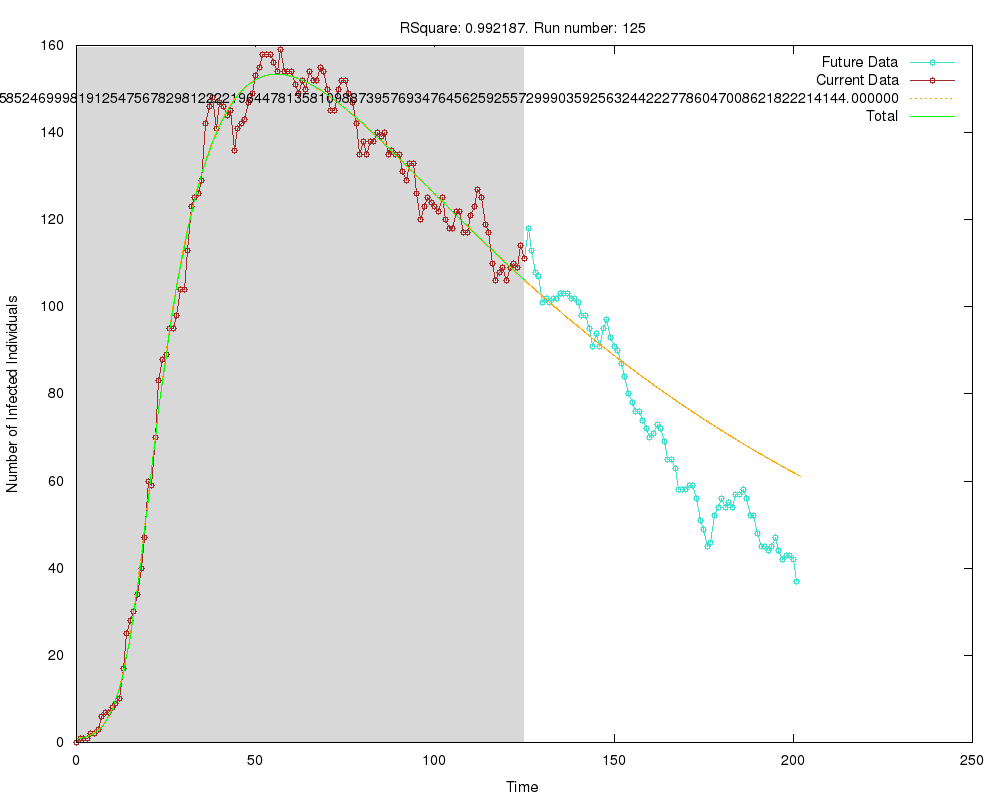 RSquare: 0.992187. Run number: 125
160
140
120
100
80
60
40
20
0
Number of Infected Individuals
Future Data
Current Data
Total
0 50 100 150 200 250
Time